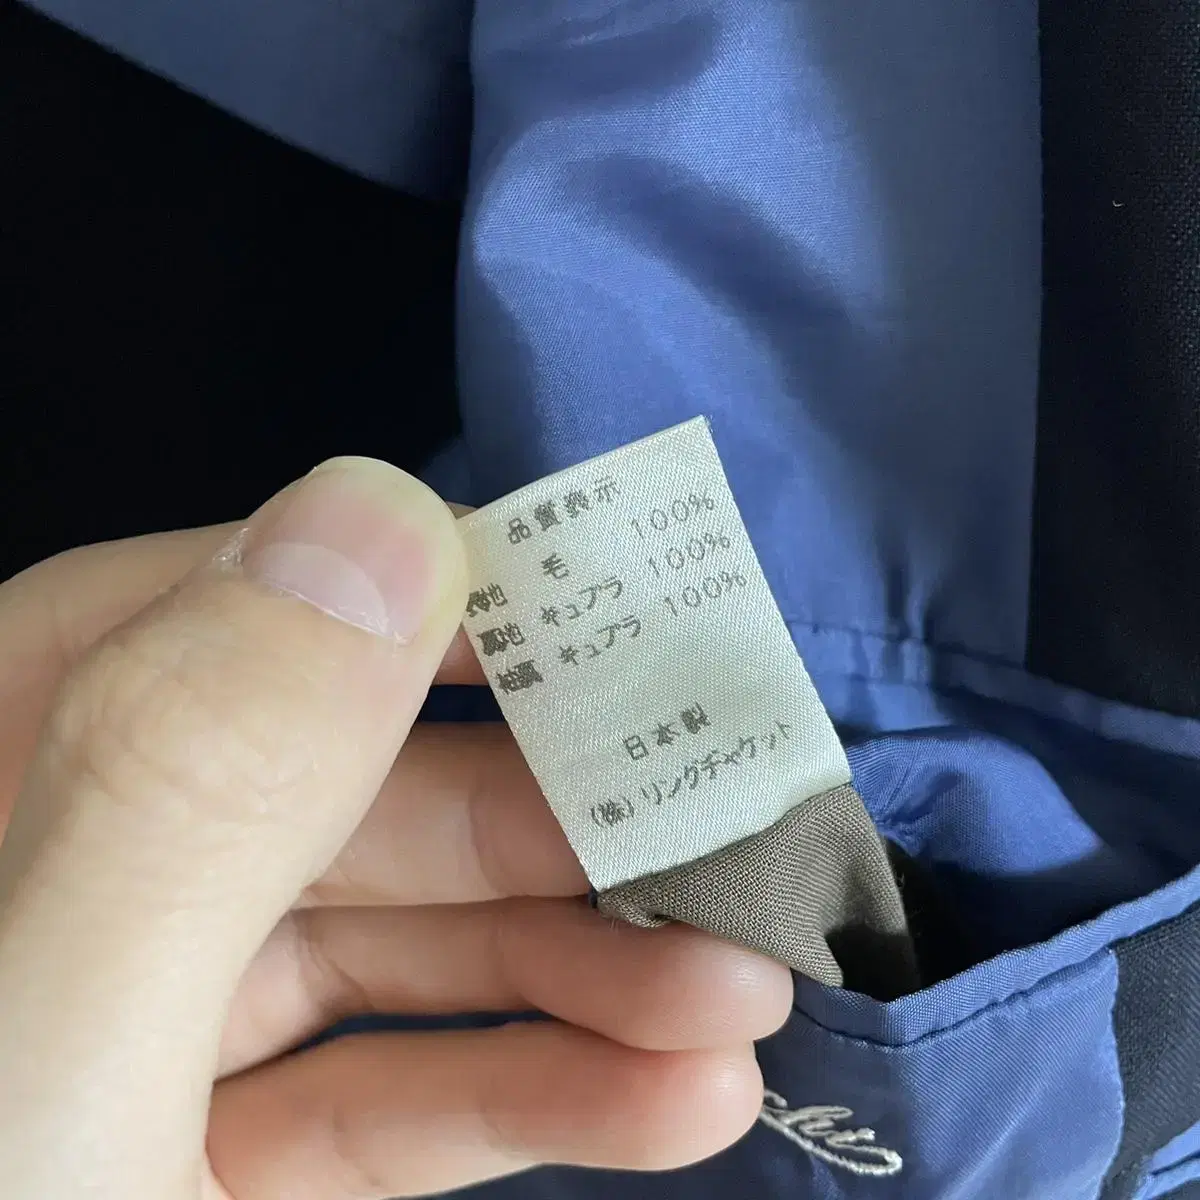 品質表示
表地 毛 100%
裏地 キュプラ 100%
袖裏 キュプラ 100%
日本製
(株)リングヂャケット